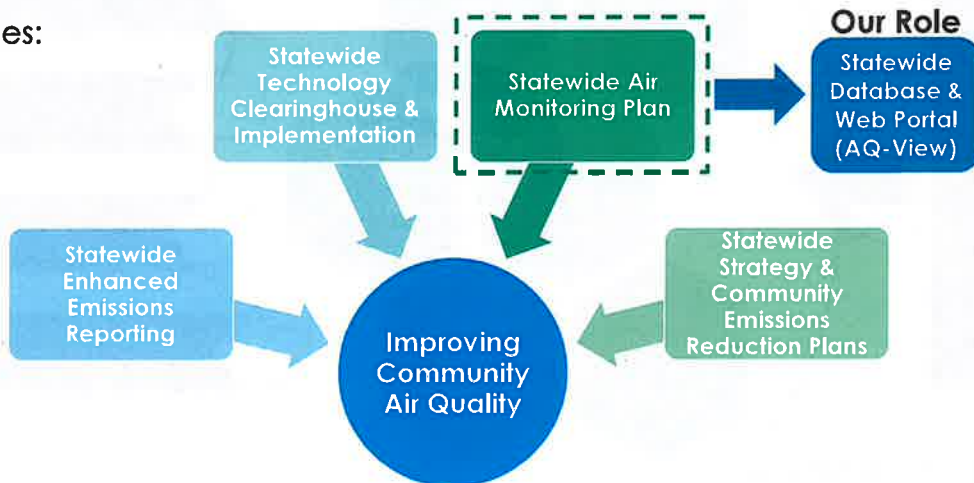 es:
Our Role
Statewide
Technology
Clearinghouse &
Implementation
Statewide Air
Monitoring Plan
Statewide
Database &
Web Portal
(AQ-View)
Statewide
Enhanced
Emissions
Reporting
Statewide
Strategy &
Community
Emissions
Reduction Plans
Improving
Community
Air Quality